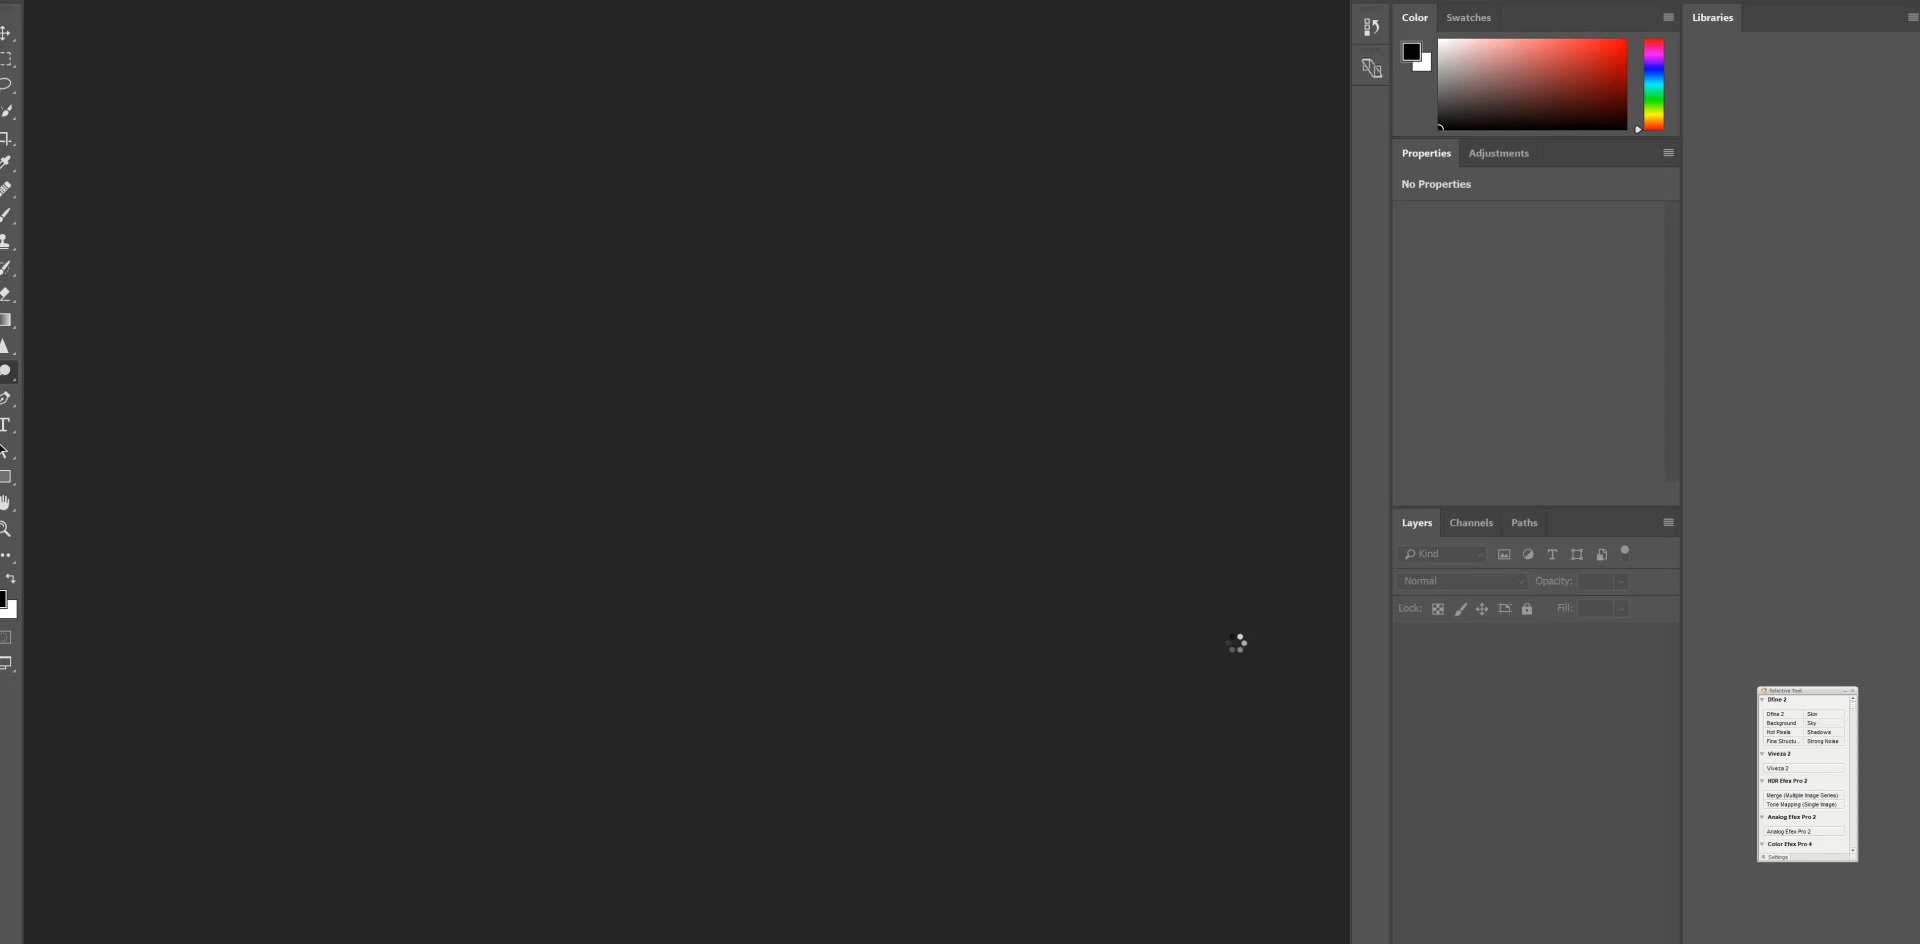 Color Swatches
Libraries
Properties Adjustments
No Properties
Layers Channels Paths
Kind
Normal Opacity:
Lock: Fill:
Selective Tool
Dfine 2
Dfine 2 Skin
Background Sky
Hot Pixels Shadows
Fine Structu... Strong Noise
Viveza 2
Viveza 2
HDR Efex Pro 2
Merge (Multiple Image Series)
Tone Mapping (Single Image)
Analog Efex Pro 2
Analog Efex Pro 2
Color Efex Pro 4
Settings